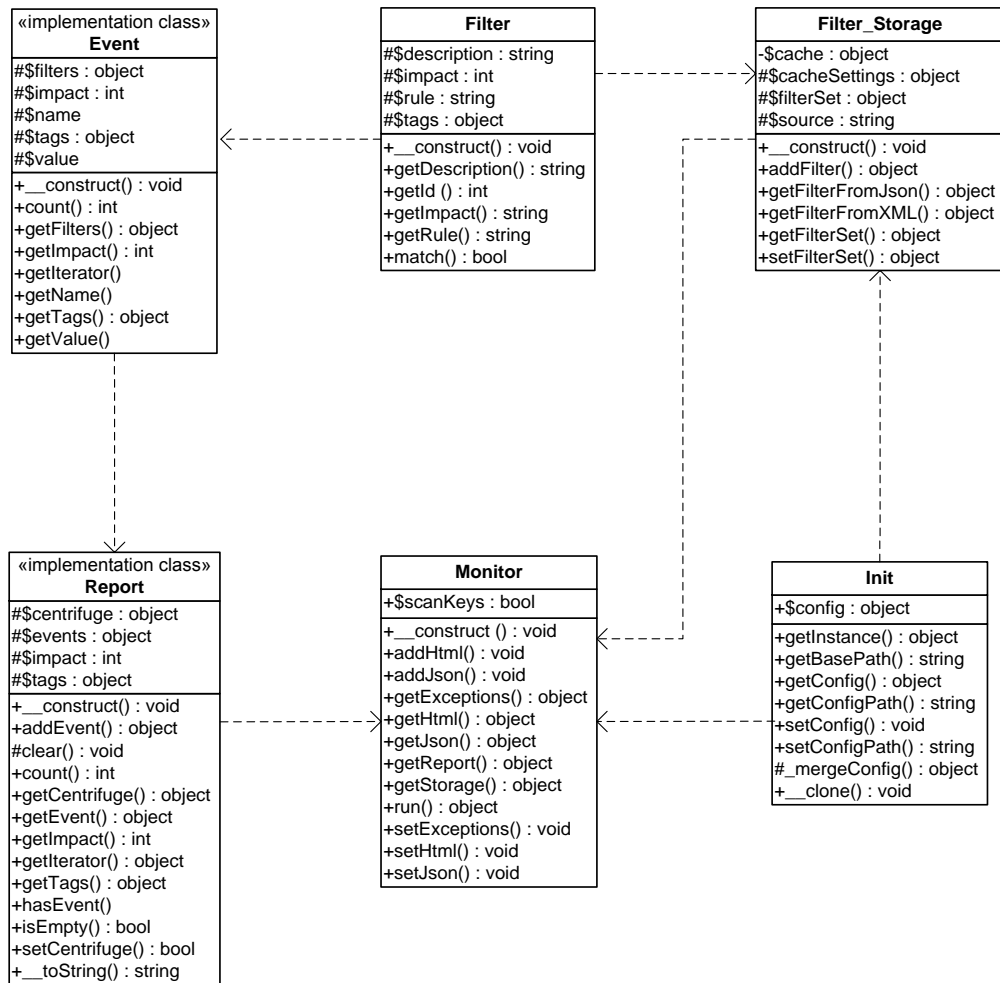 «implementation class»
Event
#$filters : object
#$impact : int
#$name
#$tags : object
#$value
+__construct() : void
+count() : int
+getFilters() : object
+getImpact() : int
+getIterator()
+getName()
+getTags() : object
+getValue()
Filter
#$description : string
#$impact : int
#$rule : string
#$tags : object
+__construct() : void
+getDescription() : string
+getId () : int
+getImpact() : string
+getRule() : string
+match() : bool
Filter_Storage
-$cache : object
#$cacheSettings : object
#$filterSet : object
#$source : string
+__construct() : void
+addFilter() : object
+getFilterFromJson() : object
+getFilterFromXML() : object
+getFilterSet() : object
+setFilterSet() : object
«implementation class»
Report
#$centrifuge : object
#$events : object
#$impact : int
#$tags : object
+__construct() : void
+addEvent() : object
#clear() : void
+count() : int
+getCentrifuge() : object
+getEvent() : object
+getImpact() : int
+getIterator() : object
+getTags() : object
+hasEvent()
+isEmpty() : bool
+setCentrifuge() : bool
+__toString() : string
Monitor
+$scanKeys : bool
+__construct () : void
+addHtml() : void
+addJson() : void
+getExceptions() : object
+getHtml() : object
+getJson() : object
+getReport() : object
+getStorage() : object
+run() : object
+setExceptions() : void
+setHtml() : void
+setJson() : void
Init
+$config : object
+getInstance() : object
+getBasePath() : string
+getConfig() : object
+getConfigPath() : string
+setConfig() : void
+setConfigPath() : string
#_mergeConfig() : object
+__clone() : void